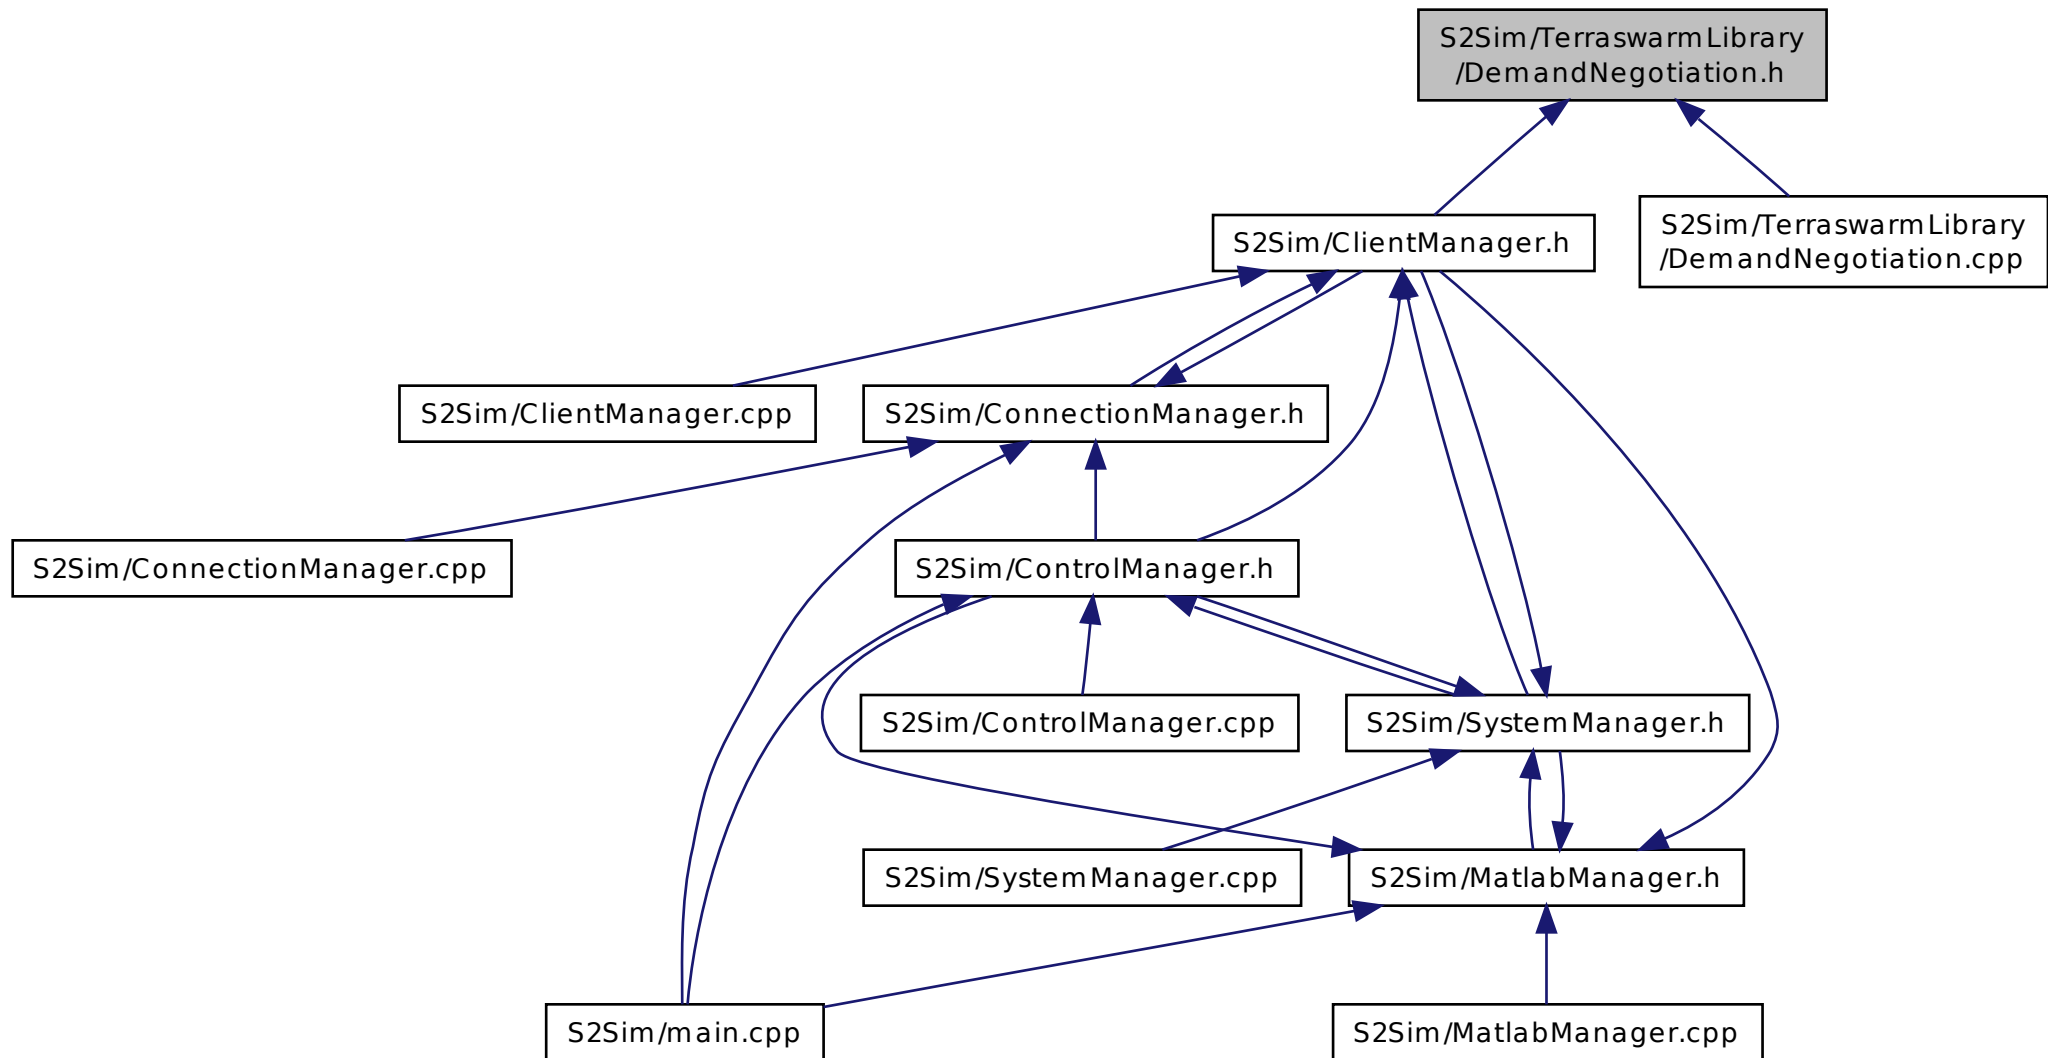 S2Sim/TerraswarmLibrary
/DemandNegotiation.h
S2Sim/ClientManager.h
S2Sim/TerraswarmLibrary
/DemandNegotiation.cpp
S2Sim/ClientManager.cpp
S2Sim/ConnectionManager.h
S2Sim/ConnectionManager.cpp
S2Sim/ControlManager.h
S2Sim/ControlManager.cpp
S2Sim/SystemManager.h
S2Sim/SystemManager.cpp
S2Sim/MatlabManager.h
S2Sim/main.cpp
S2Sim/MatlabManager.cpp